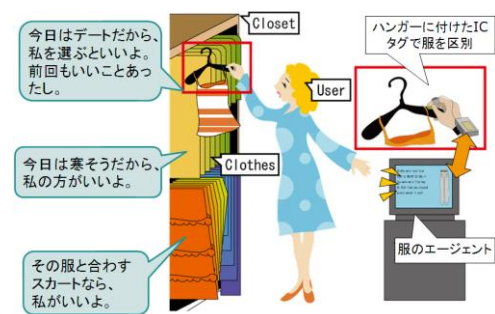 今日はデートだから、
私を選ぶといいよ。
前回もいいことあっ
たし。
Closet
ハンガーに付けたIC
タグで服を区別
User
今日は寒そうだから、
私の方がいいよ。
Clothes
服のエージェント
その服と合わす
スカートなら、
私がいいよ。